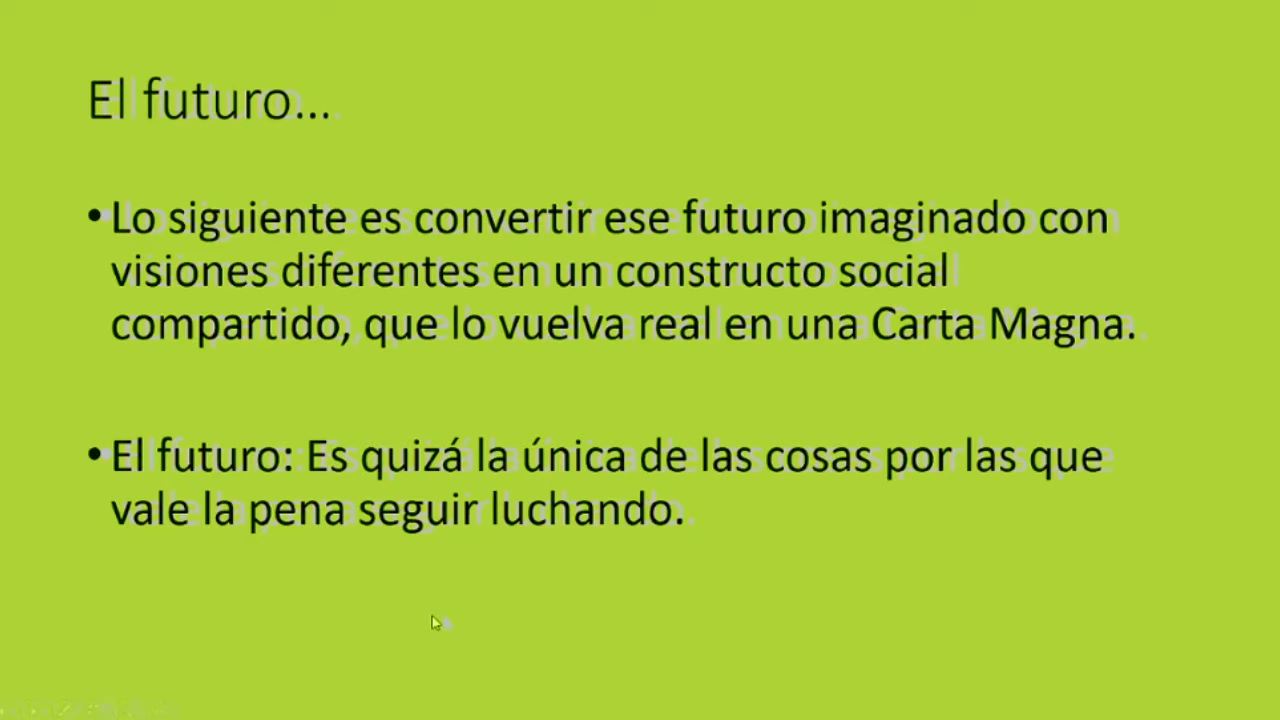 El futuro...
•Lo siguiente es convertir ese futuro imaginado con
visiones diferentes en un constructo social
compartido, que lo vuelva real en una Carta Magna.
•El futuro: Es quizá la única de las cosas por las que
vale la pena seguir luchando.